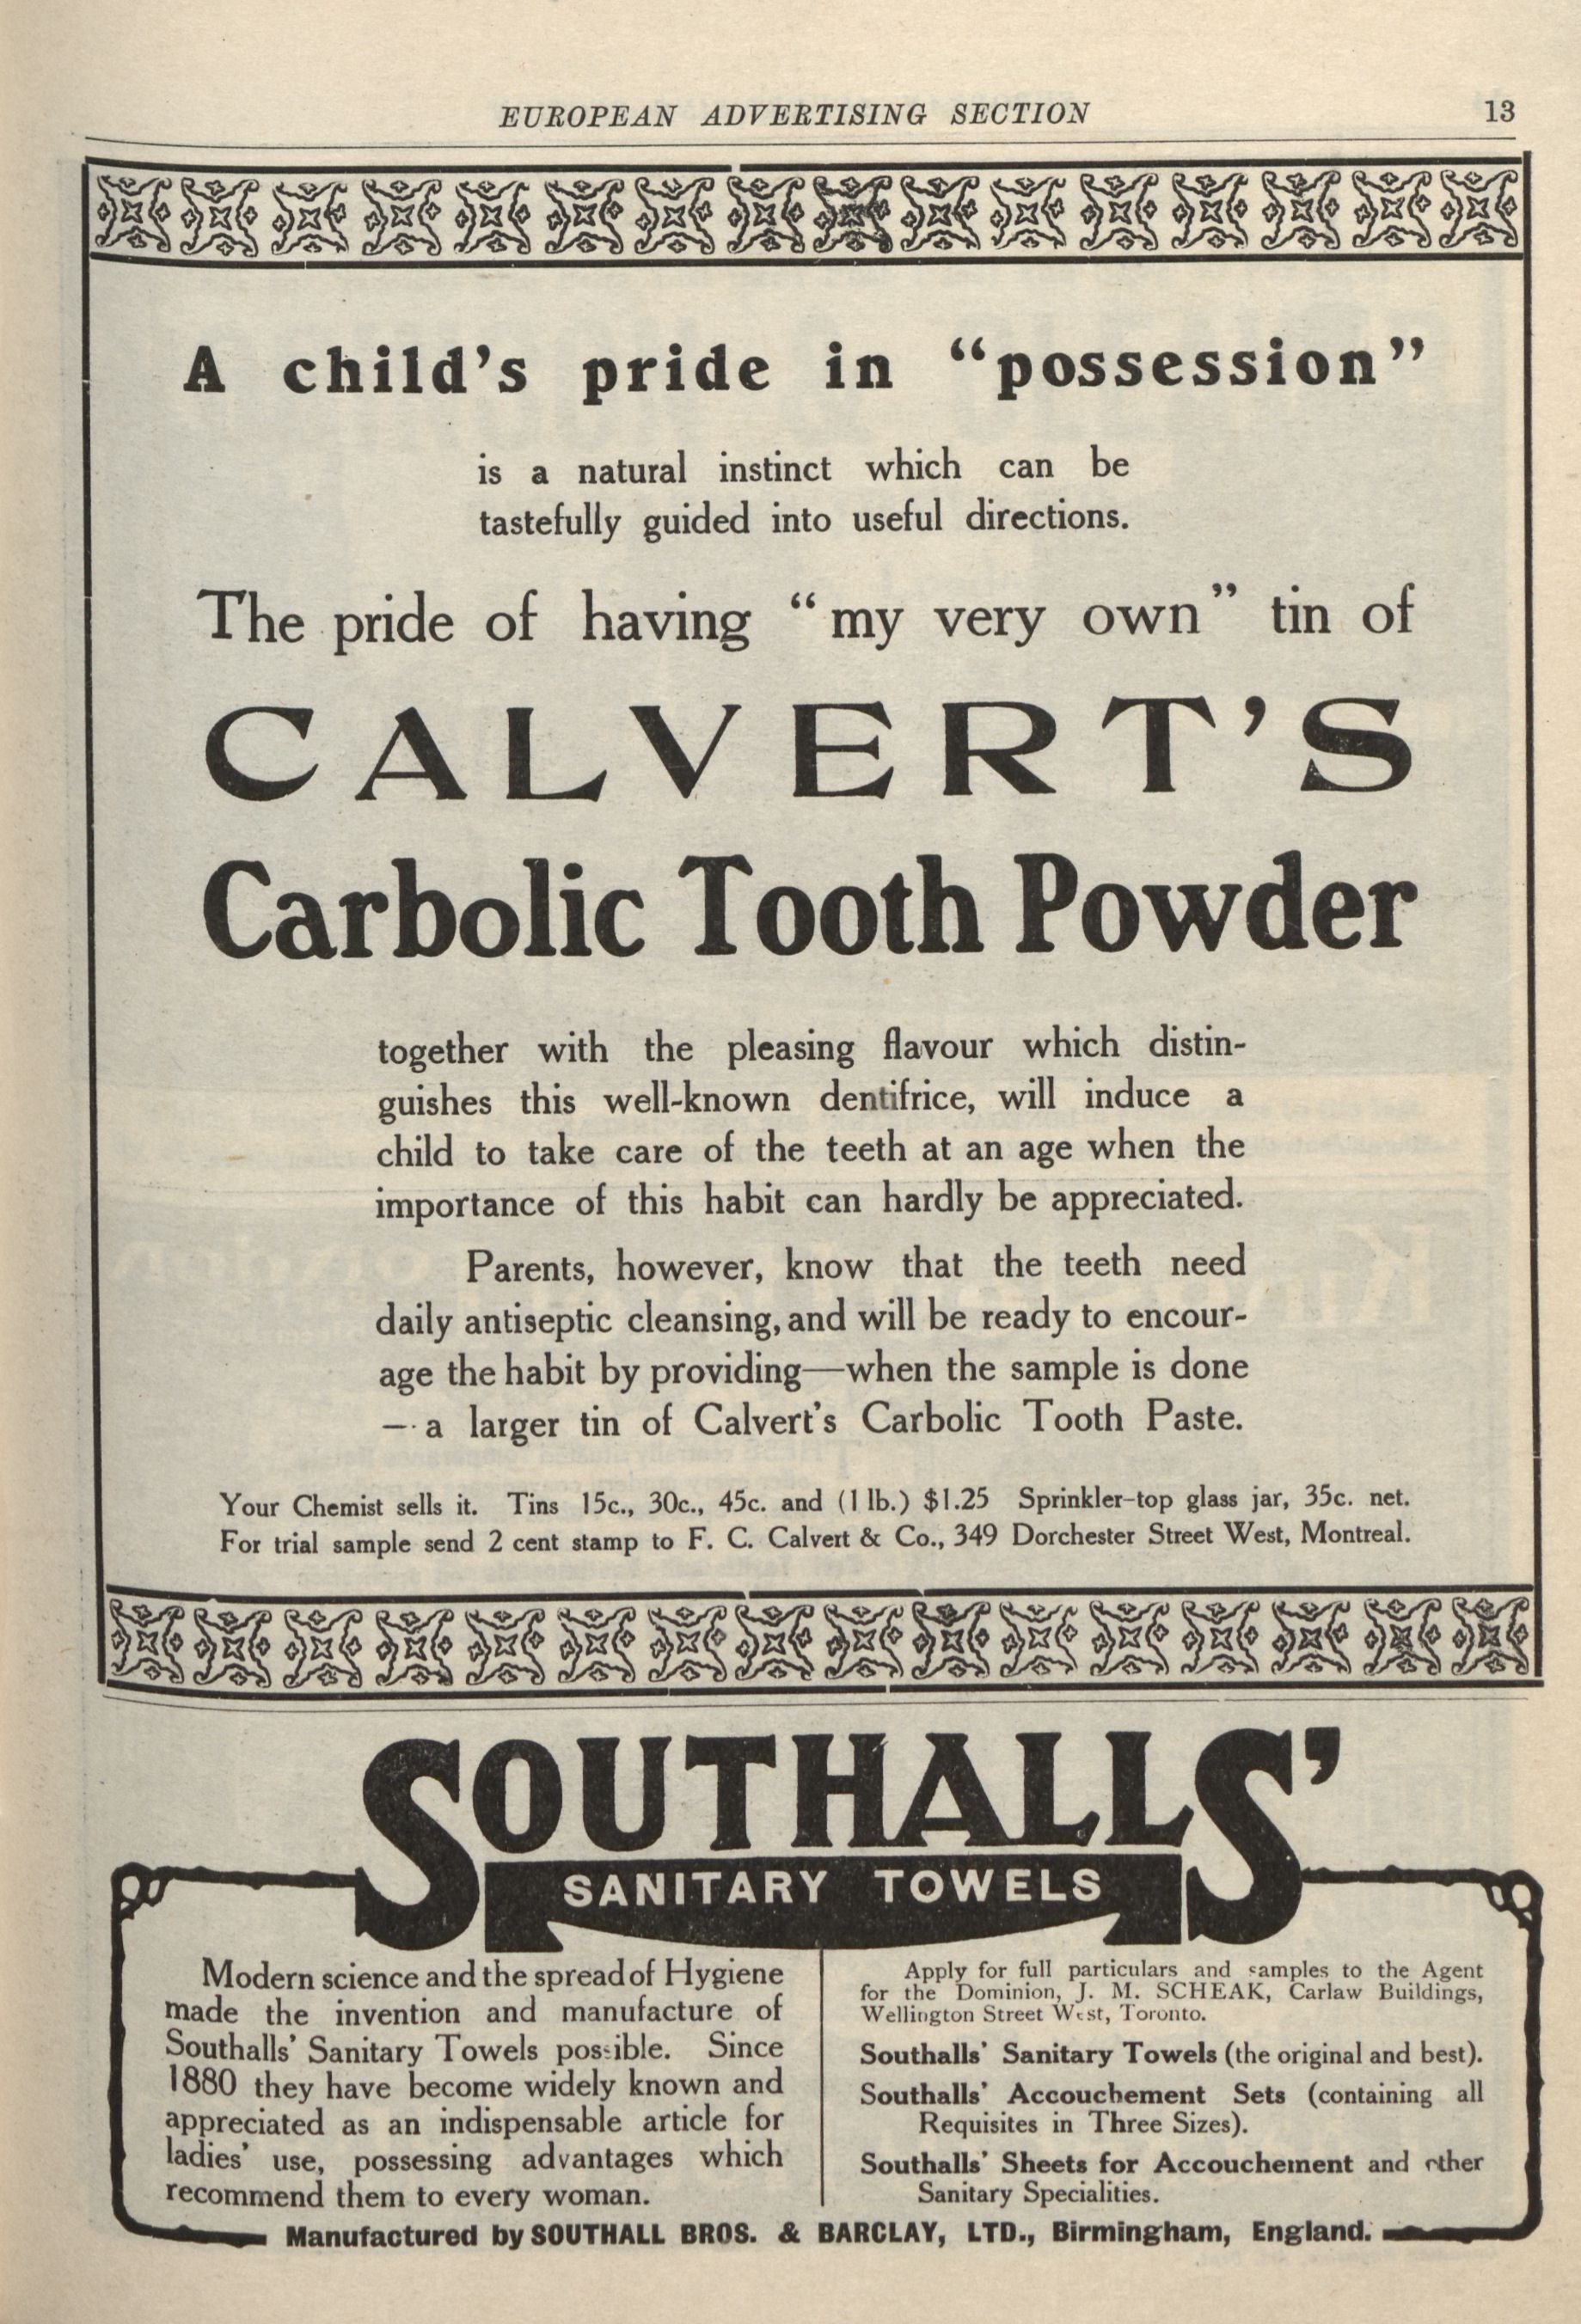 EUROPEAN ADVERTISING SECTION
13
A child's pride in "possession"
is a natural instinct which can be
tastefully guided into useful directions.
The pride of having "my very own" tin of
CALVERT'S
Carbolic Tooth Powder
together with the pleasing flavour which distin-
guishes this well-known dentifrice, will induce a
child to take care of the teeth at an age when the
importance of this habit can hardly be appreciated.
Parents, however, know that the teeth need
daily antiseptic cleansing, and will be ready to encour-
age the habit by providing—when the sample is done
—a larger tin of Calvert's Carbolic Tooth Paste.
Your Chemist sells it. Tins 15c., 30c., 45c. and (1 lb.) $1.25 Sprinkler-top glass jar, 35c. net.
For trial sample send 2 cent stamp to F. C. Calvert & Co., 349 Dorchester Street West, Montreal.
SOUTHALLS'
SANITARY TOWELS
Modern science and the spread of Hygiene
made the invention and manufacture of
Southalls' Sanitary Towels possible. Since
1880 they have become widely known and
appreciated as an indispensable article for
ladies' use, possessing advantages which
recommend them to every woman.
Apply for full particulars and samples to the Agent
for the Dominion, J. M. SCHEAK, Carlaw Buildings,
Wellington Street West, Toronto.
Southalls' Sanitary Towels (the original and best).
Southalls' Accouchement Sets (containing all
Requisites in Three Sizes).
Southalls' Sheets for Accouchement and other
Sanitary Specialities.
Manufactured by SOUTHALL BROS. & BARCLAY, LTD., Birmingham, England.